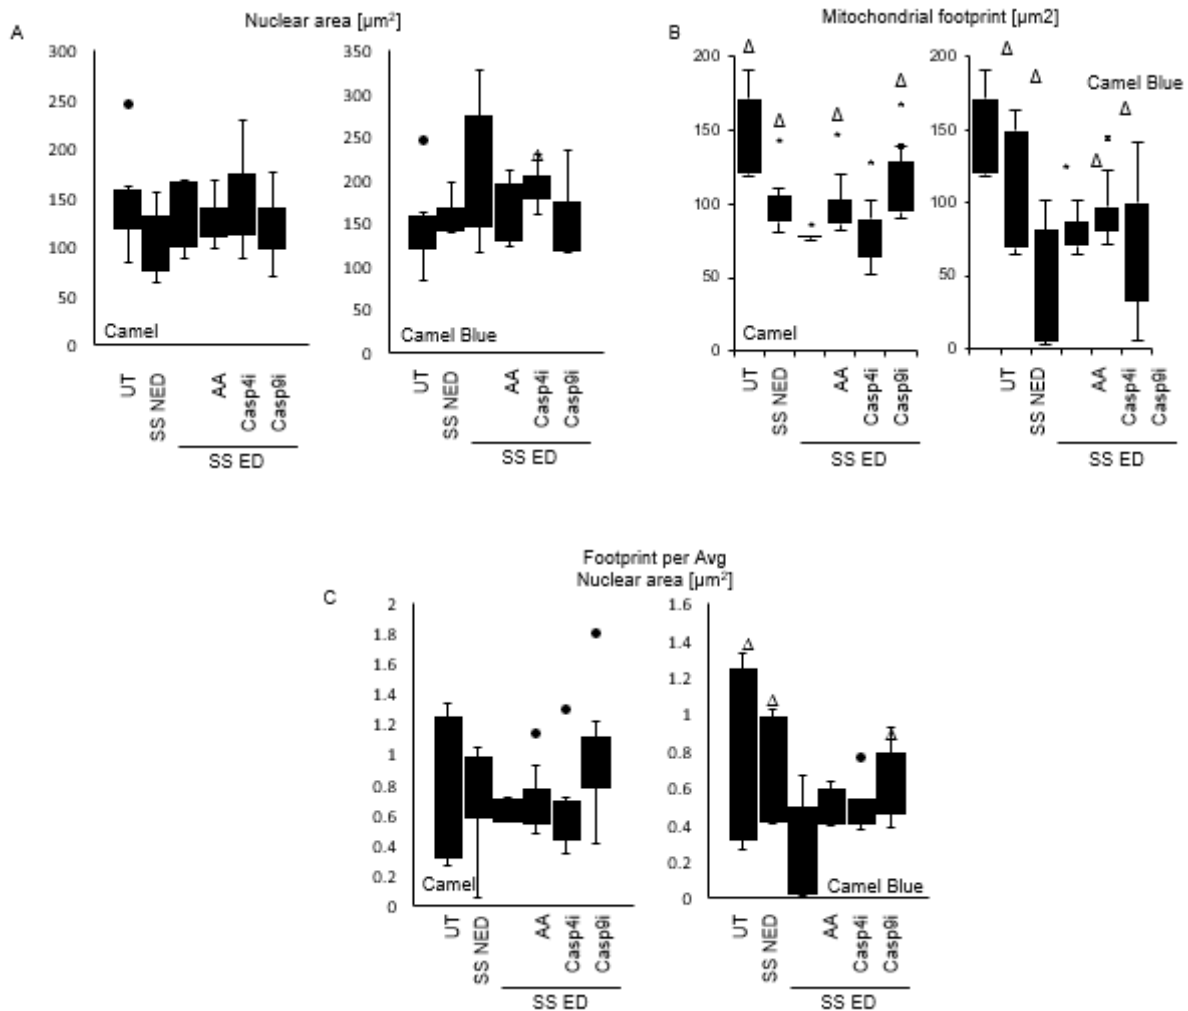 A
Nuclear area [µm²]
300
250
200
150
100
50
0
Camel
UT
SS NED
AA
Casp4i
Casp9i
SS ED
350
300
250
200
150
100
50
0
Camel Blue
UT
SS NED
AA
Casp4i
Casp9i
SS ED
B
Mitochondrial footprint [µm2]
200
150
100
50
0
Camel
UT
SS NED
AA
Casp4i
Casp9i
SS ED
200
150
100
50
0
Camel Blue
UT
SS NED
AA
Casp4i
Casp9i
SS ED
C
Footprint per Avg
Nuclear area [µm²]
2
1.8
1.6
1.4
1.2
1
0.8
0.6
0.4
0.2
0
Camel
UT
SS NED
AA
Casp4i
Casp9i
SS ED
1.6
1.4
1.2
1
0.8
0.6
0.4
0.2
0
Camel Blue
UT
SS NED
AA
Casp4i
Casp9i
SS ED